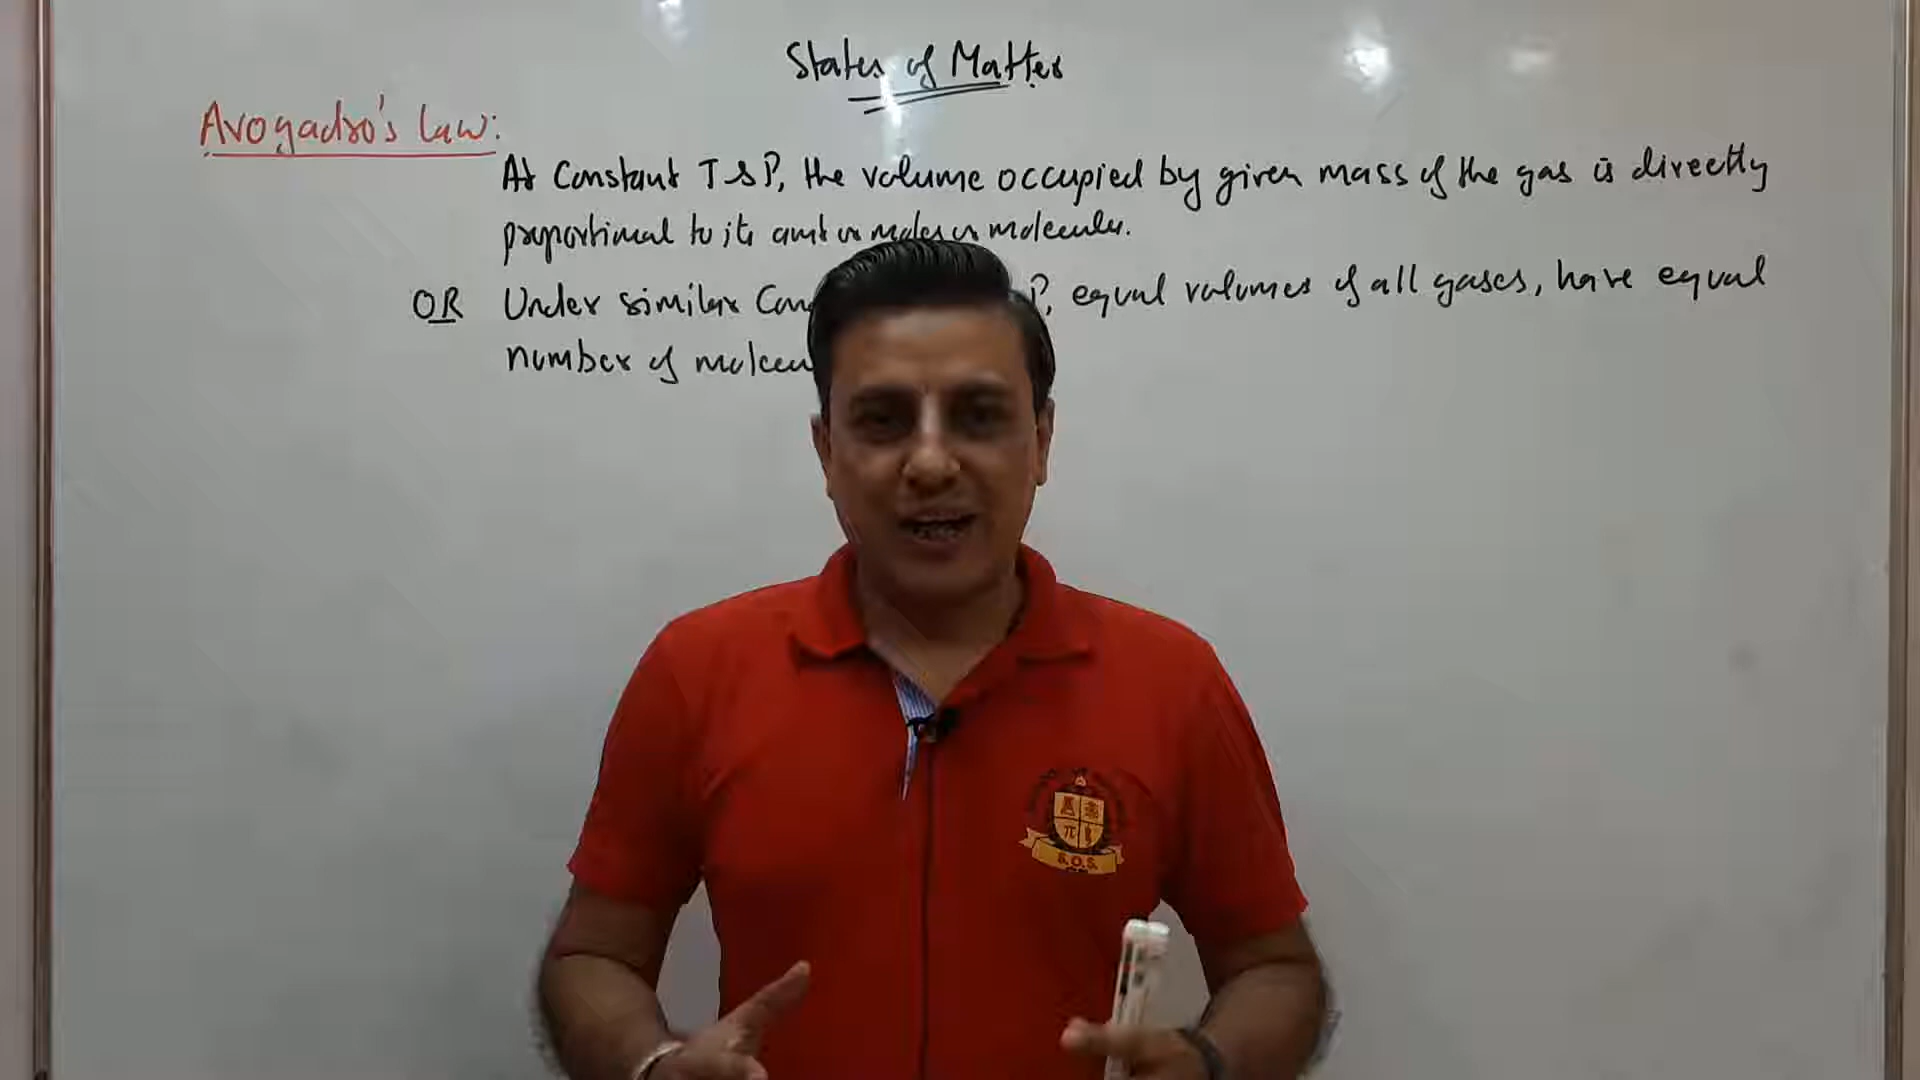 States of Matter
Avogadro's law:
At Constant T & P, the volume occupied by given mass of the gas is directly
proportional to its amt or moles or molecules.
OR Under similar P, equal volumes of all gases, have equal
number of
S.O.S.